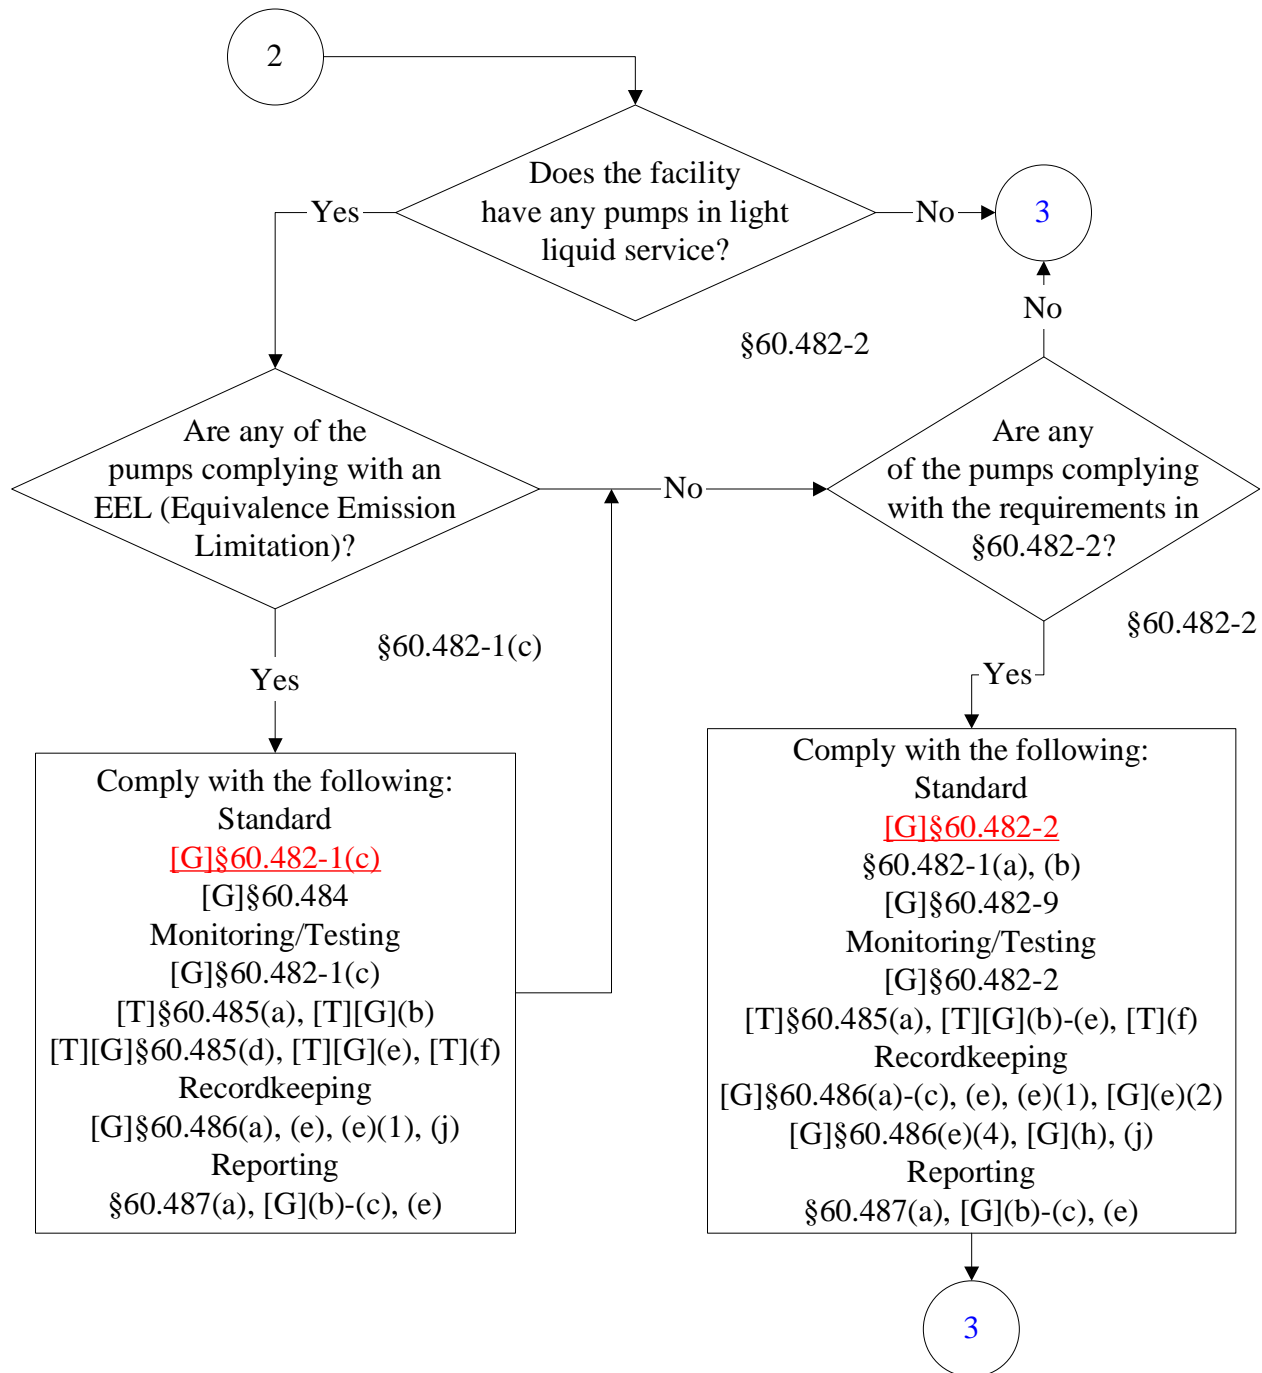 2
Does the facility
have any pumps in light
liquid service?
Yes
No
3
§60.482-2
No
Are any of the
pumps complying with an
EEL (Equivalence Emission
Limitation)?
No
Are any
of the pumps complying
with the requirements in
§60.482-2?
§60.482-1(c)
§60.482-2
Yes
Yes
Comply with the following:
Standard
[G]§60.482-1(c)
[G]§60.484
Monitoring/Testing
[G]§60.482-1(c)
[T]§60.485(a), [T][G](b)
[T][G]§60.485(d), [T][G](e), [T](f)
Recordkeeping
[G]§60.486(a), (e), (e)(1), (j)
Reporting
§60.487(a), [G](b)-(c), (e)
Comply with the following:
Standard
[G]§60.482-2
§60.482-1(a), (b)
[G]§60.482-9
Monitoring/Testing
[G]§60.482-2
[T]§60.485(a), [T][G](b)-(e), [T](f)
Recordkeeping
[G]§60.486(a)-(c), (e), (e)(1), [G](e)(2)
[G]§60.486(e)(4), [G](h), (j)
Reporting
§60.487(a), [G](b)-(c), (e)
3